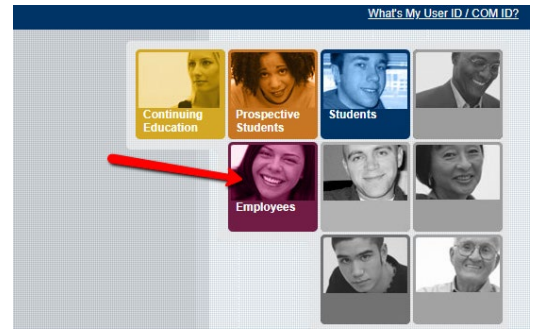 What's My User ID / COM ID?
Continuing
Education
Prospective
Students
Students
Employees